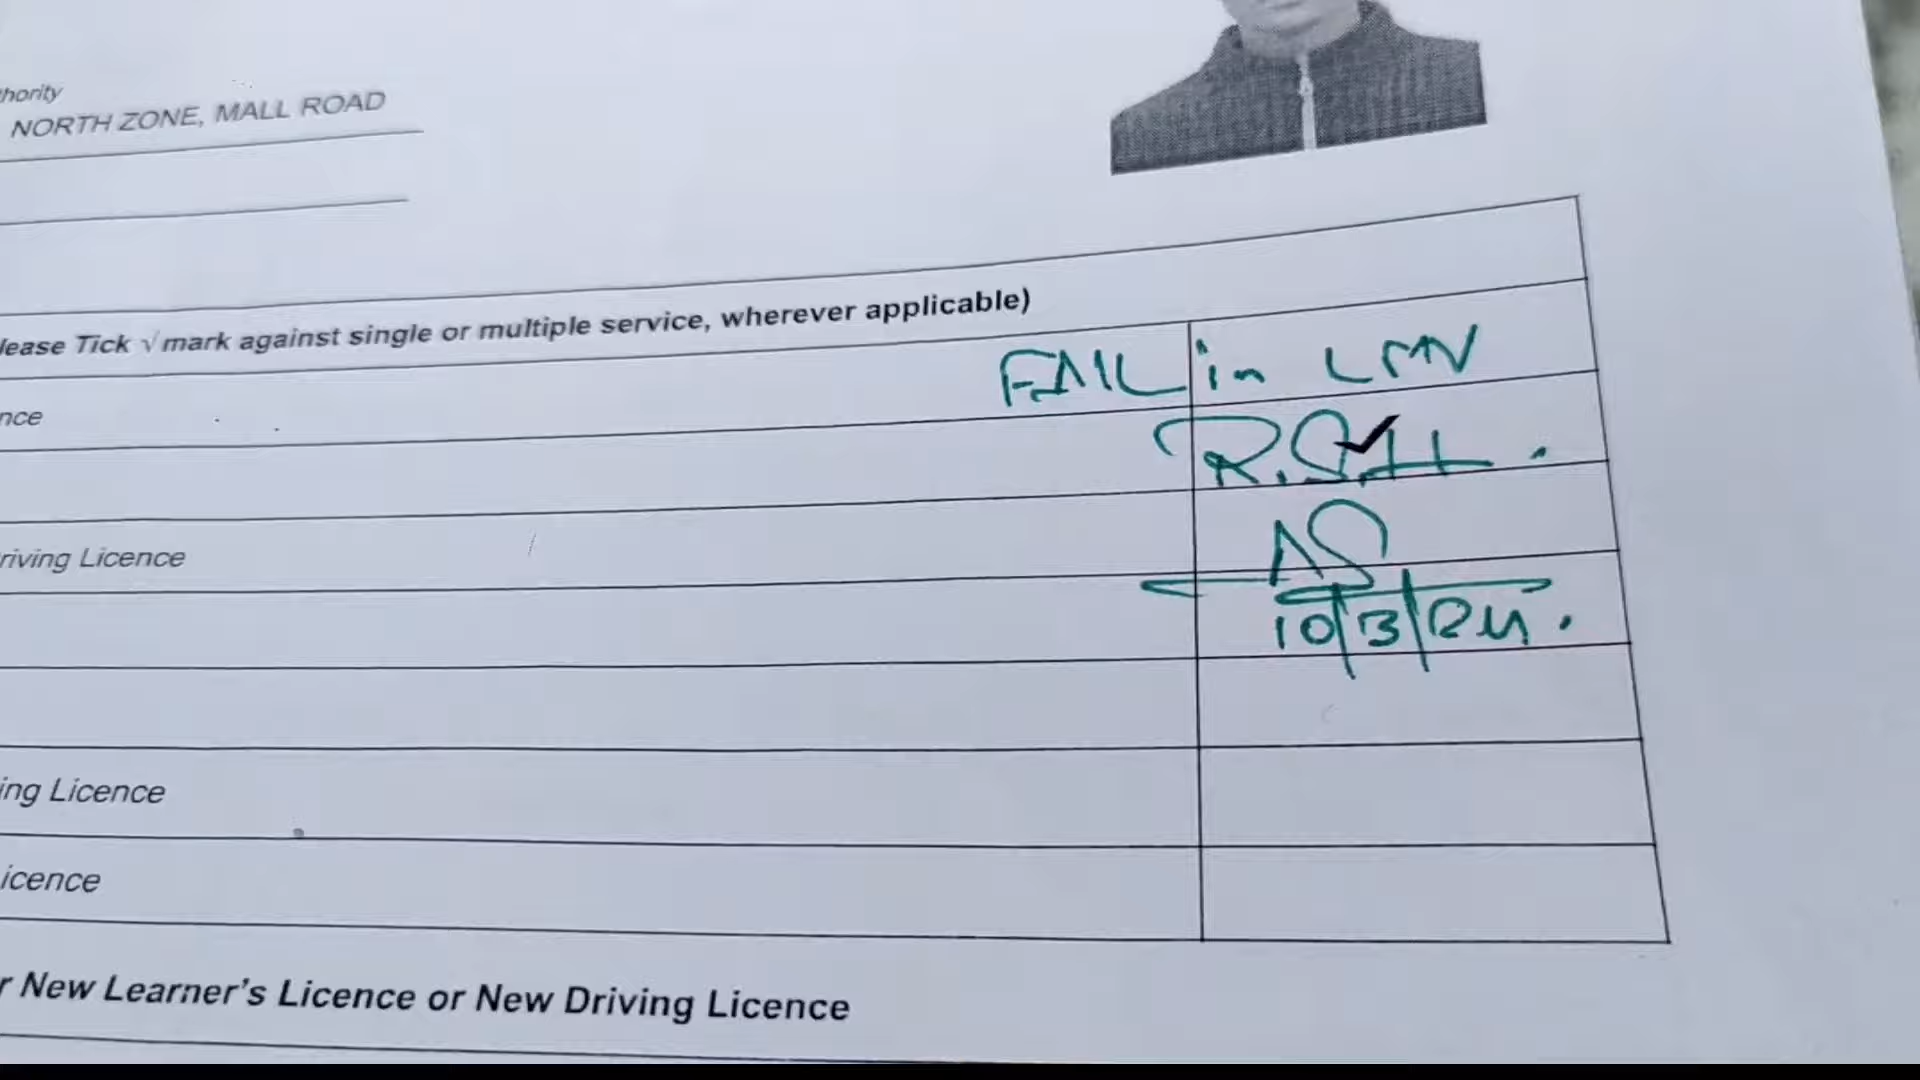 hority
NORTH ZONE, MALL ROAD
lease Tick √ mark against single or multiple service, wherever applicable)
FAIL in LMV
nce
✓
riving Licence
10/3/24.
ing Licence
icence
r New Learner's Licence or New Driving Licence